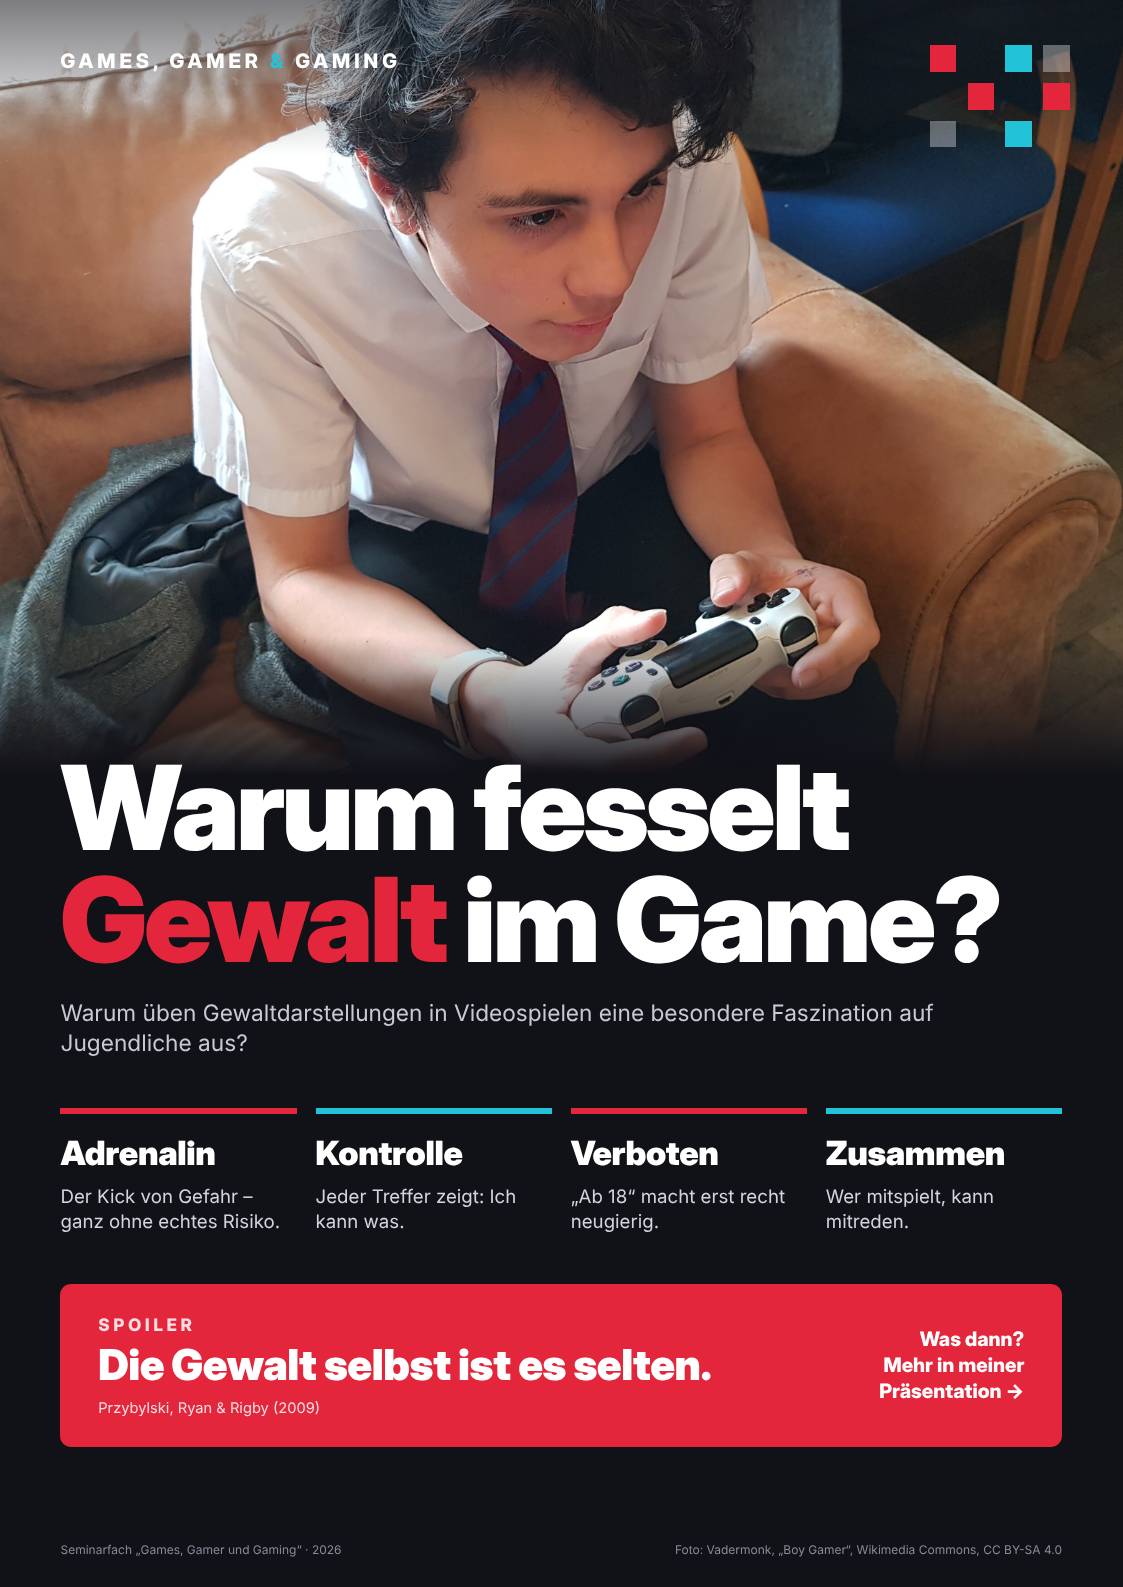 GAMES, GAMER & GAMING
Warum fesselt
Gewalt im Game?
Warum üben Gewaltdarstellungen in Videospielen eine besondere Faszination auf
Jugendliche aus?
Adrenalin
Der Kick von Gefahr –
ganz ohne echtes Risiko.
Kontrolle
Jeder Treffer zeigt: Ich
kann was.
Verboten
„Ab 18“ macht erst recht
neugierig.
Zusammen
Wer mitspielt, kann
mitreden.
SPOILER
Die Gewalt selbst ist es selten.
Przybylski, Ryan & Rigby (2009)
Was dann?
Mehr in meiner
Präsentation →
Seminarfach „Games, Gamer und Gaming“ · 2026
Foto: Vadermonk, „Boy Gamer“, Wikimedia Commons, CC BY-SA 4.0